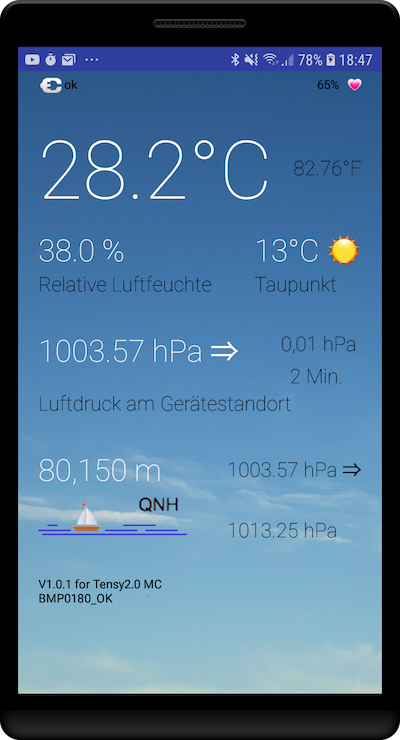 78% 18:47
ok 65%
28.2°C 82.76°F
38.0 % 13°C
Relative Luftfeuchte Taupunkt
1003.57 hPa ⇒ 0,01 hPa
2 Min.
Luftdruck am Gerätestandort
80,150 m 1003.57 hPa ⇒
QNH
1013.25 hPa
V1.0.1 for Tensy2.0 MC
BMP0180_OK